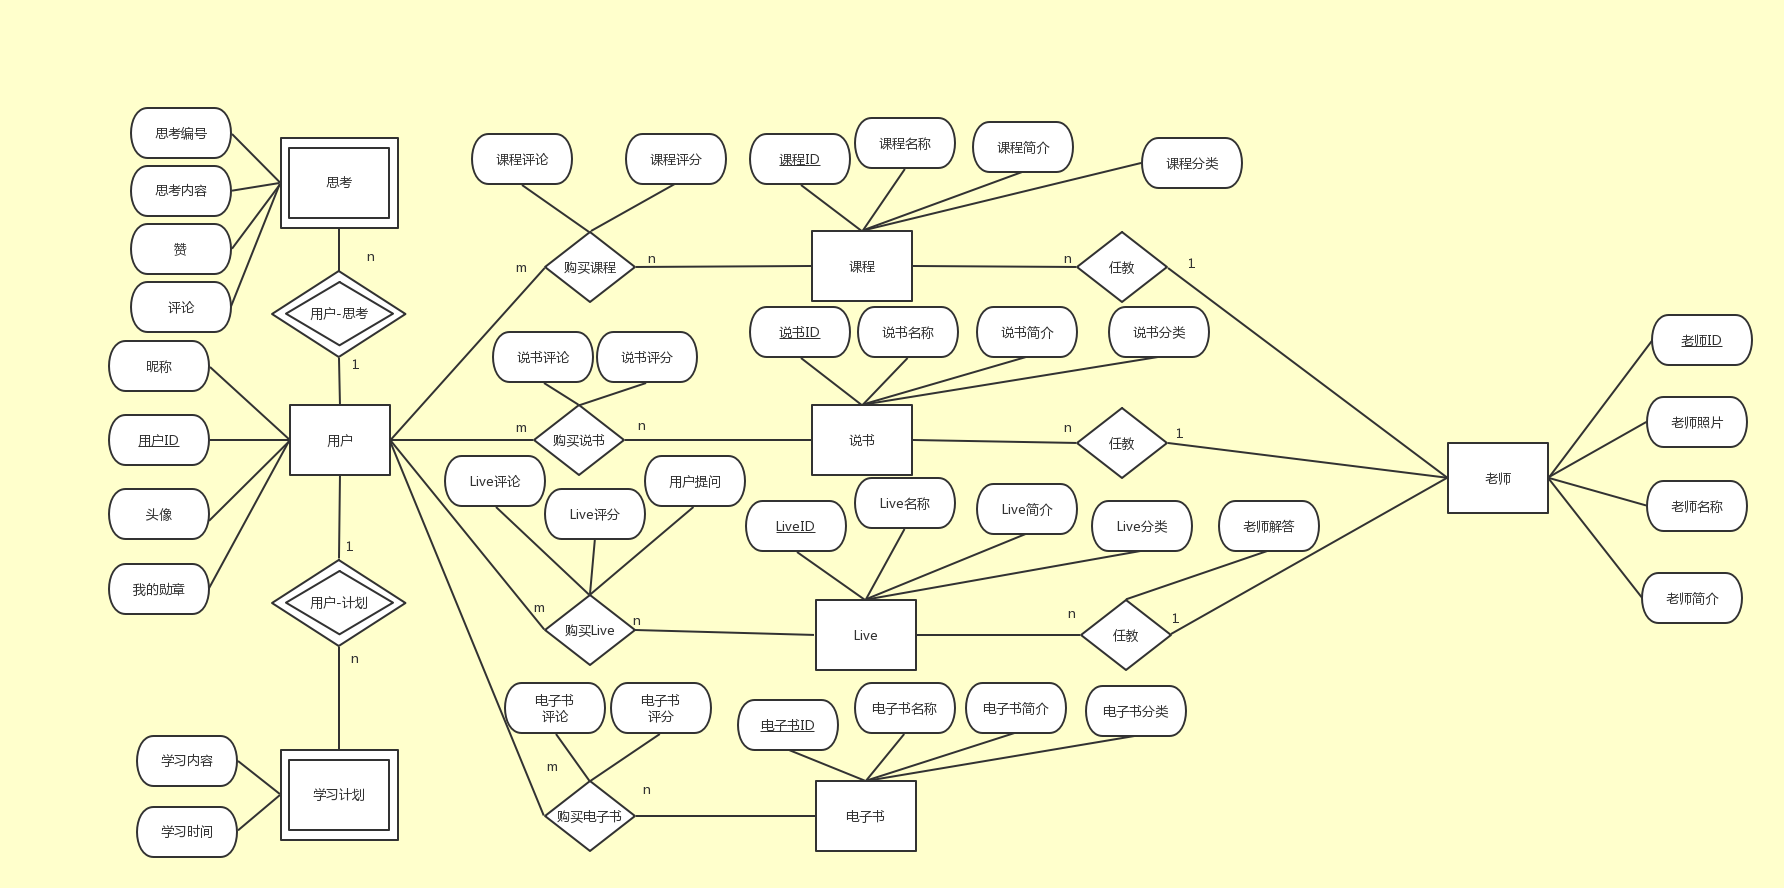 思考编号
思考内容
赞
评论
思考
n
用户-思考
1
昵称
用户ID
头像
我的勋章
用户
1
用户-计划
n
学习计划
学习内容
学习时间
课程评论
课程评分
m
购买课程
n
课程ID
课程名称
课程简介
课程分类
课程
n
任教
1
说书评论
说书评分
m
购买说书
n
说书ID
说书名称
说书简介
说书分类
说书
n
任教
1
Live评论
Live评分
用户提问
m
购买Live
n
LiveID
Live名称
Live简介
Live分类
老师解答
Live
n
任教
1
电子书
评论
电子书
评分
m
购买电子书
n
电子书ID
电子书名称
电子书简介
电子书分类
电子书
老师
老师ID
老师照片
老师名称
老师简介